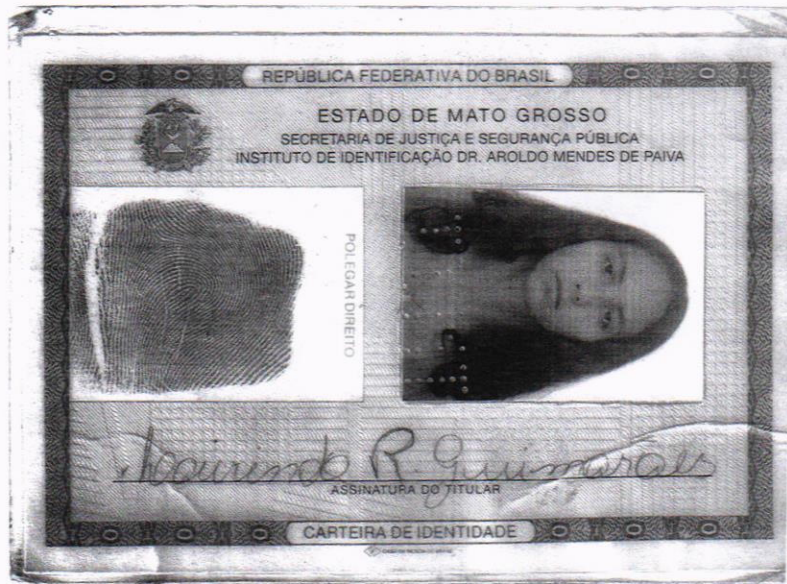 REPÚBLICA FEDERATIVA DO BRASIL
ESTADO DE MATO GROSSO
SECRETARIA DE JUSTIÇA E SEGURANÇA PÚBLICA
INSTITUTO DE IDENTIFICAÇÃO DR. AROLDO MENDES DE PAIVA
POLEGAR DIREITO
R. Guimarães
ASSINATURA DO TITULAR
CARTEIRA DE IDENTIDADE